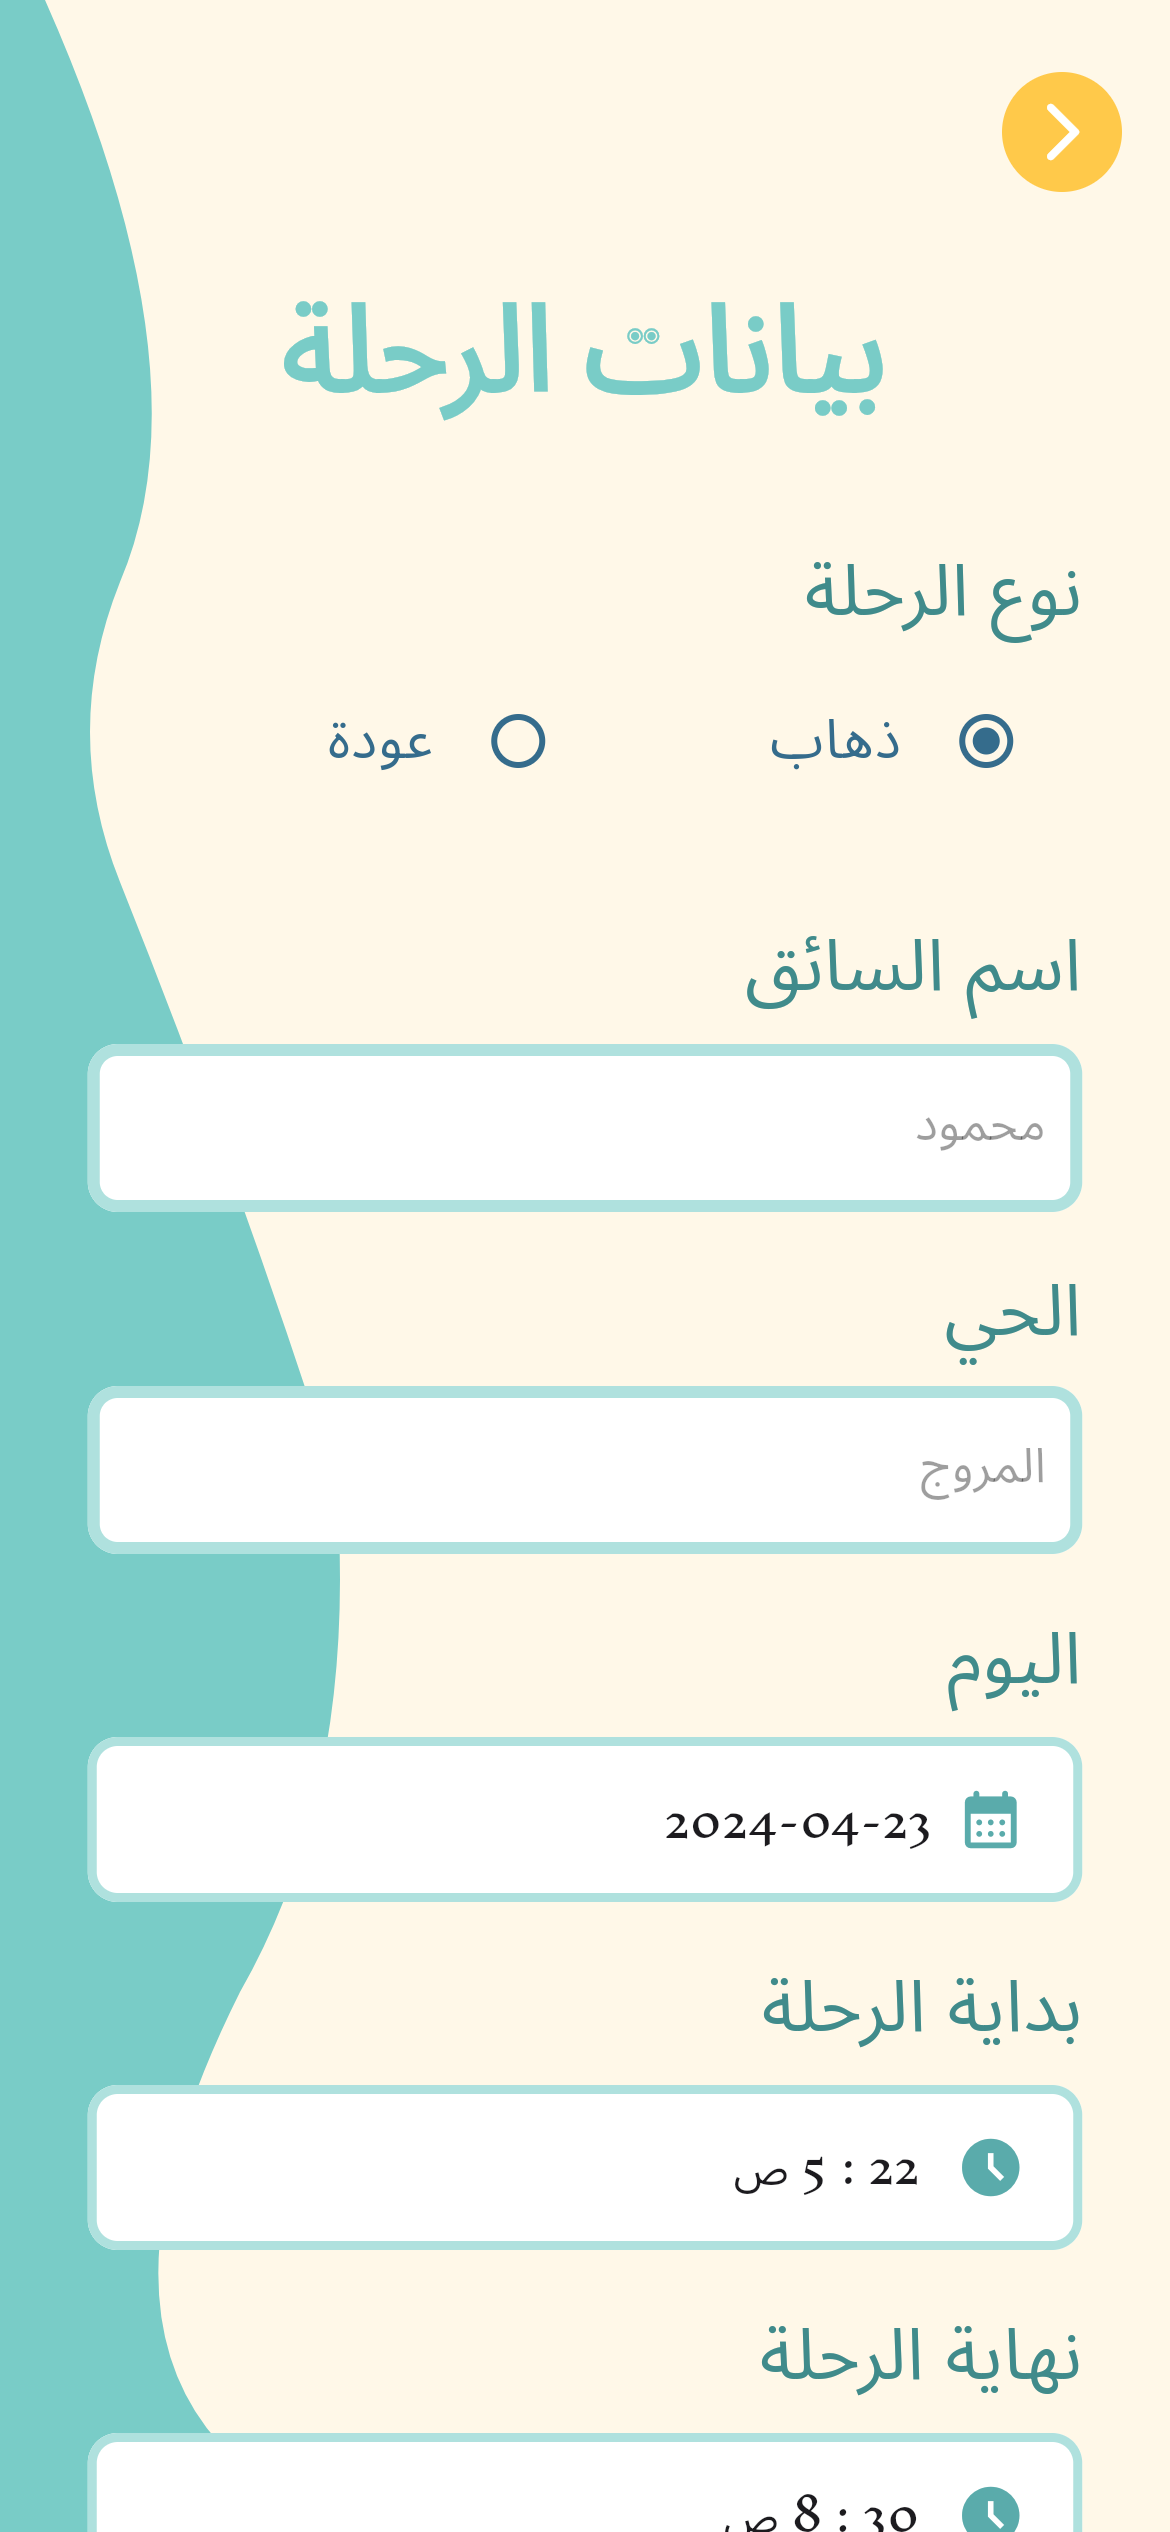 بيانات الرحلة
نوع الرحلة
ذهاب عودة
اسم السائق
محمود
الحي
المروج
اليوم
2024-04-23
بداية الرحلة
22 : 5 ص
نهاية الرحلة
30 : 8 ص